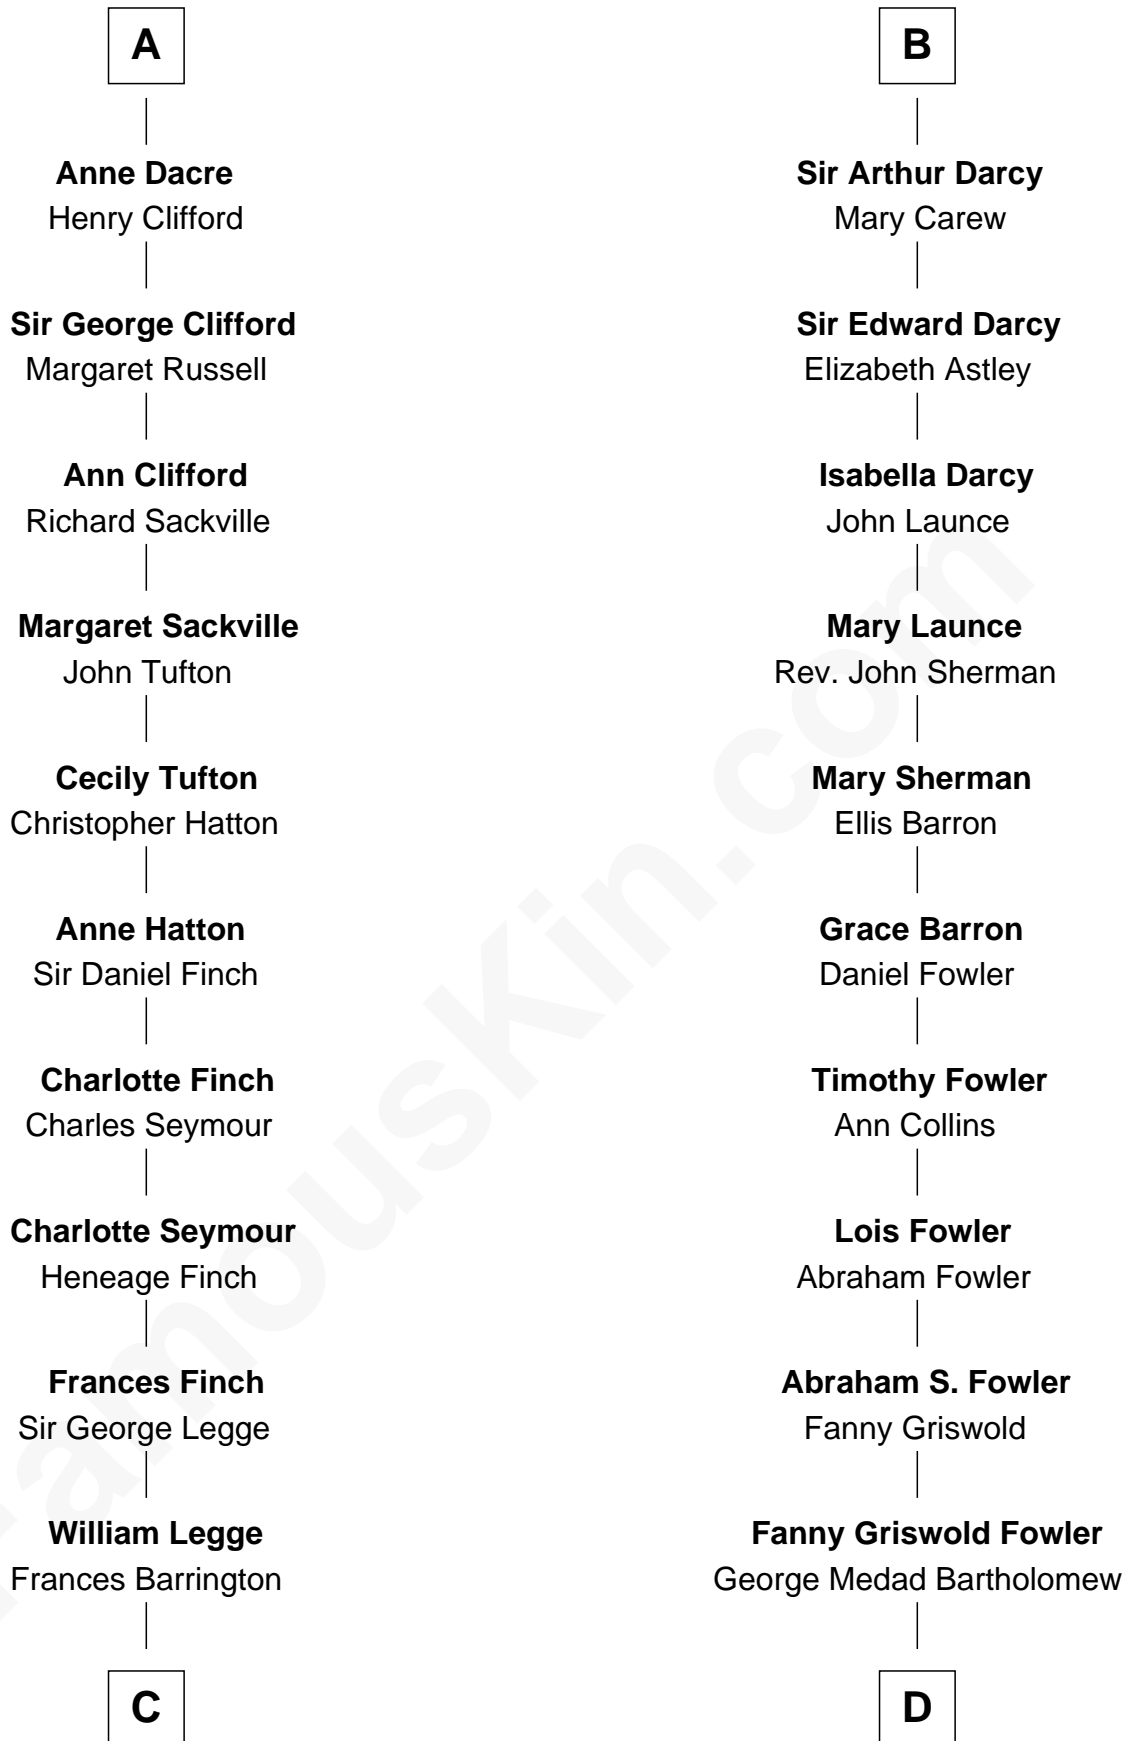 A
Anne Dacre
Henry Clifford
Sir George Clifford
Margaret Russell
Ann Clifford
Richard Sackville
Margaret Sackville
John Tufton
Cecily Tufton
Christopher Hatton
Anne Hatton
Sir Daniel Finch
Charlotte Finch
Charles Seymour
Charlotte Seymour
Heneage Finch
Frances Finch
Sir George Legge
William Legge
Frances Barrington
C
B
Sir Arthur Darcy
Mary Carew
Sir Edward Darcy
Elizabeth Astley
Isabella Darcy
John Launce
Mary Launce
Rev. John Sherman
Mary Sherman
Ellis Barron
Grace Barron
Daniel Fowler
Timothy Fowler
Ann Collins
Lois Fowler
Abraham Fowler
Abraham S. Fowler
Fanny Griswold
Fanny Griswold Fowler
George Medad Bartholomew
D
FamousKin.com